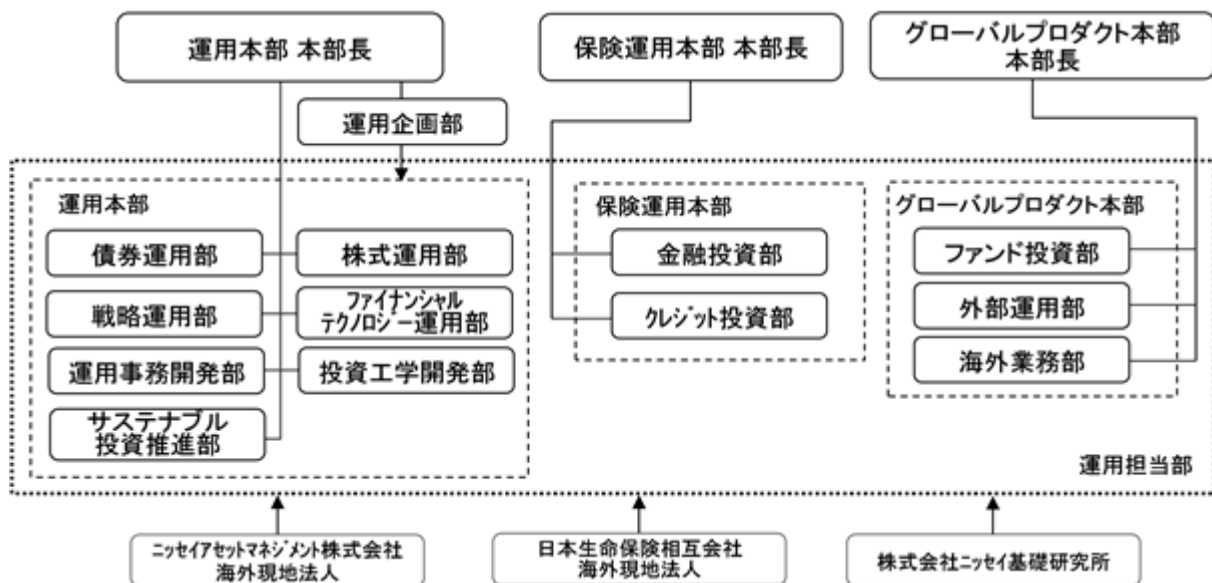 運用本部 本部長
保険運用本部 本部長
グローバルプロダクト本部
本部長
運用企画部
運用本部
債券運用部
株式運用部
戦略運用部
ファイナンシャル
テクノロジー運用部
運用事務開発部
投資工学開発部
サステナブル
投資推進部
保険運用本部
金融投資部
クレジット投資部
グローバルプロダクト本部
ファンド投資部
外部運用部
海外業務部
運用担当部
ニッセイアセットマネジメント株式会社
海外現地法人
日本生命保険相互会社
海外現地法人
株式会社ニッセイ基礎研究所